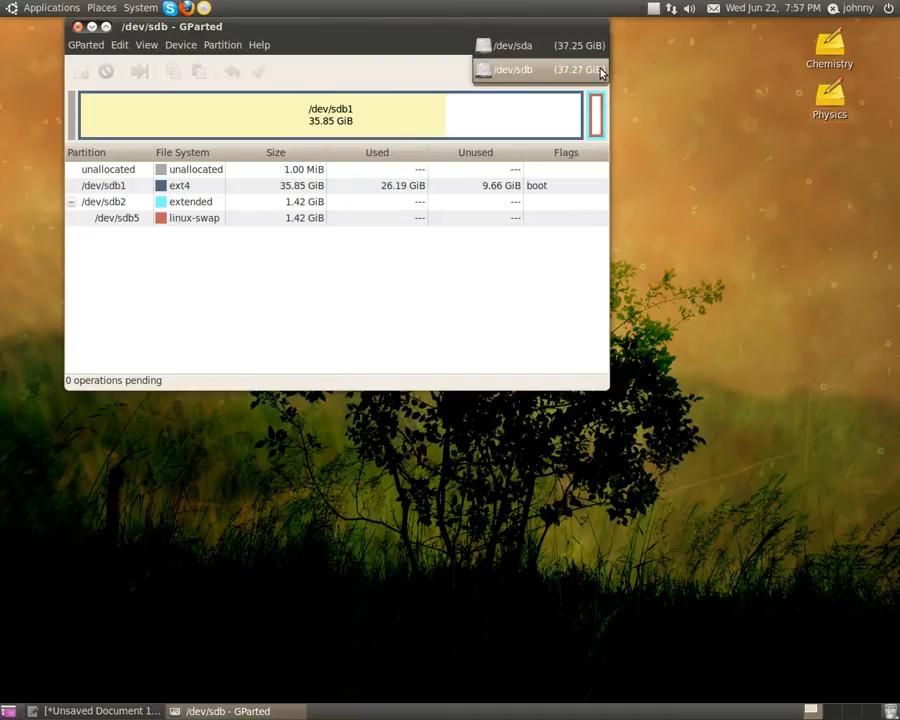 Applications Places System Wed Jun 22, 7:57 PM johnny
/dev/sdb - GParted
GParted Edit View Device Partition Help
/dev/sda (37.25 GiB)
/dev/sdb (37.27 GiB)
/dev/sdb1
35.85 GiB
Partition File System Size Used Unused Flags
unallocated unallocated 1.00 MiB --- ---
/dev/sdb1 ext4 35.85 GiB 26.19 GiB 9.66 GiB boot
/dev/sdb2 extended 1.42 GiB --- ---
/dev/sdb5 linux-swap 1.42 GiB --- ---
0 operations pending
Chemistry
Physics
[*Unsaved Document 1... /dev/sdb - GParted